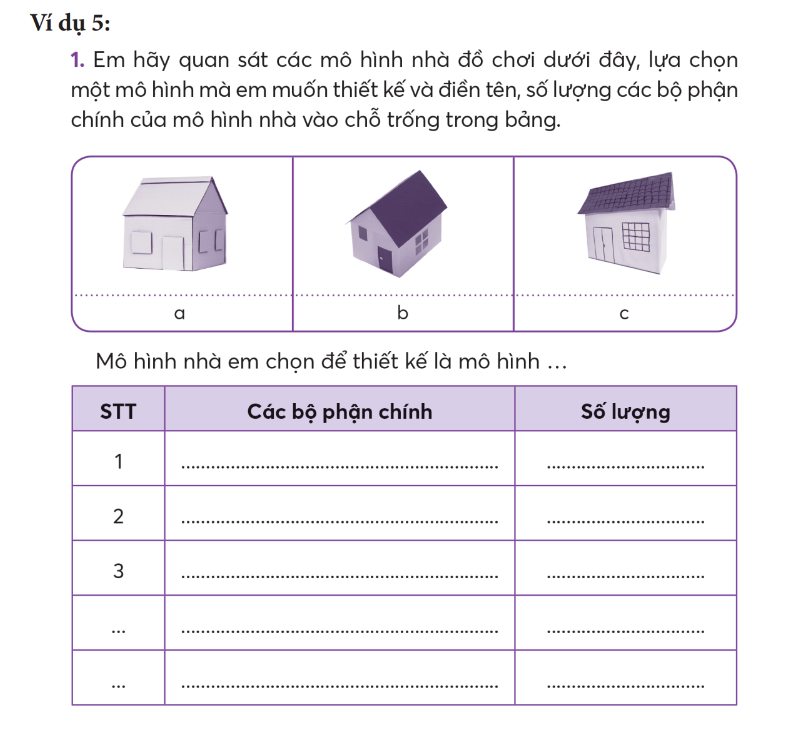 Ví dụ 5:
1. Em hãy quan sát các mô hình nhà đồ chơi dưới đây, lựa chọn
một mô hình mà em muốn thiết kế và điền tên, số lượng các bộ phận
chính của mô hình nhà vào chỗ trống trong bảng.
a b c
Mô hình nhà em chọn để thiết kế là mô hình ...
STT Các bộ phận chính Số lượng
1 ................................................................ ................................
2 ................................................................ ................................
3 ................................................................ ................................
... ................................................................ ................................
... ................................................................ ................................